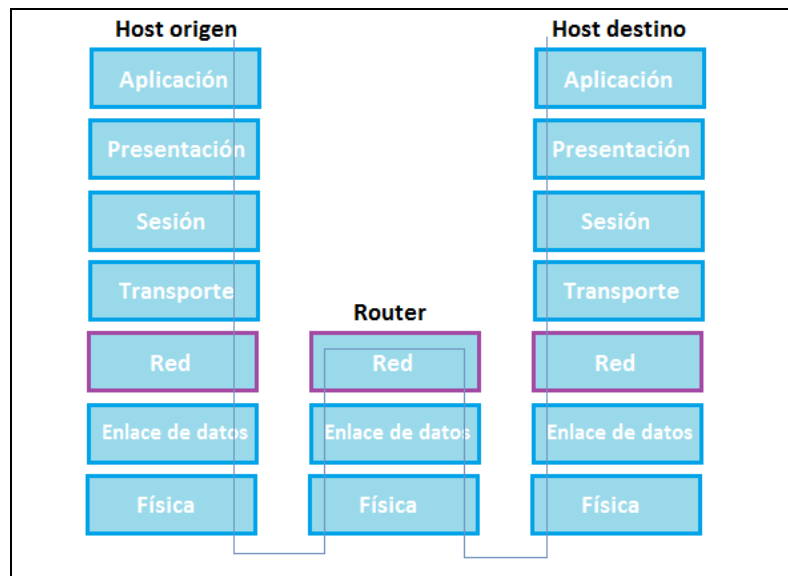 Host origen
Aplicación
Presentación
Sesión
Transporte
Red
Enlace de datos
Física
Router
Red
Enlace de datos
Física
Host destino
Aplicación
Presentación
Sesión
Transporte
Red
Enlace de datos
Física